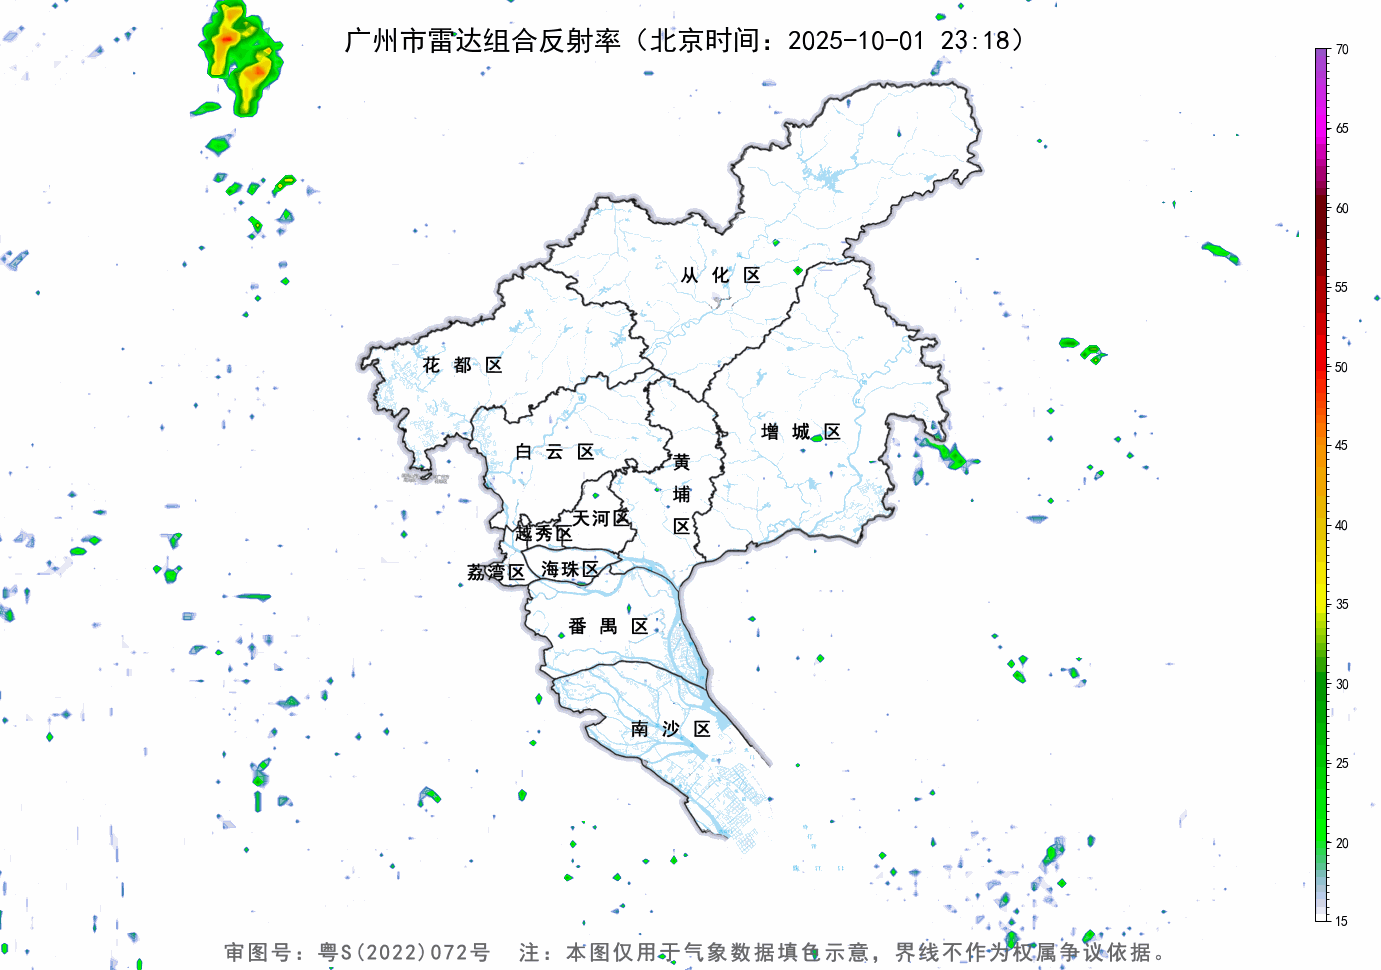 广州市雷达组合反射率（北京时间：2025-10-01 23:18）
70
65
60
55
50
45
40
35
30
25
20
15
从化区
花都区
增城区
白云区
黄埔区
天河区
越秀区
荔湾区
海珠区
番禺区
南沙区
审图号：粤S(2022)072号 注：本图仅用于气象数据填色示意，界线不作为权属争议依据。